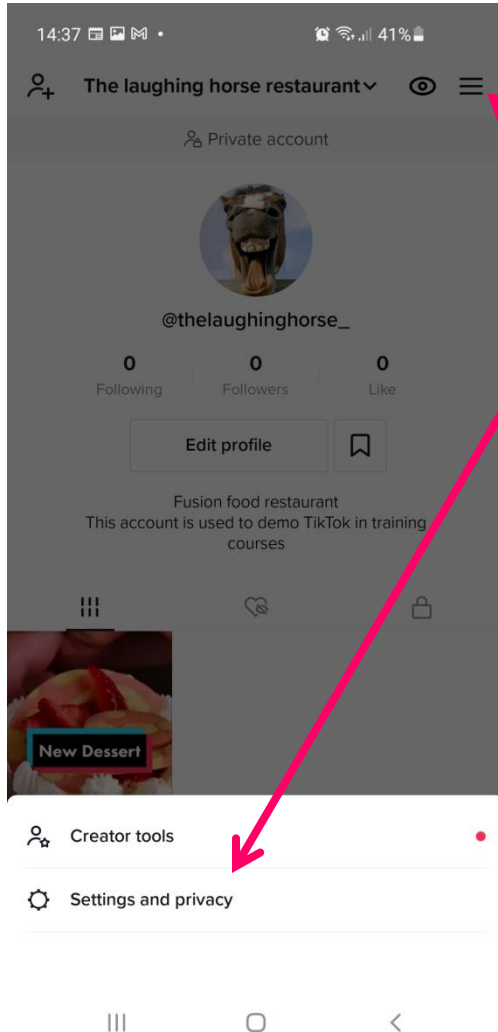 14:37 41%
The laughing horse restaurant
Private account
@thelaughinghorse_
0 0 0
Following Followers Like
Edit profile
Fusion food restaurant
This account is used to demo TikTok in training
courses
New Dessert
Creator tools
Settings and privacy